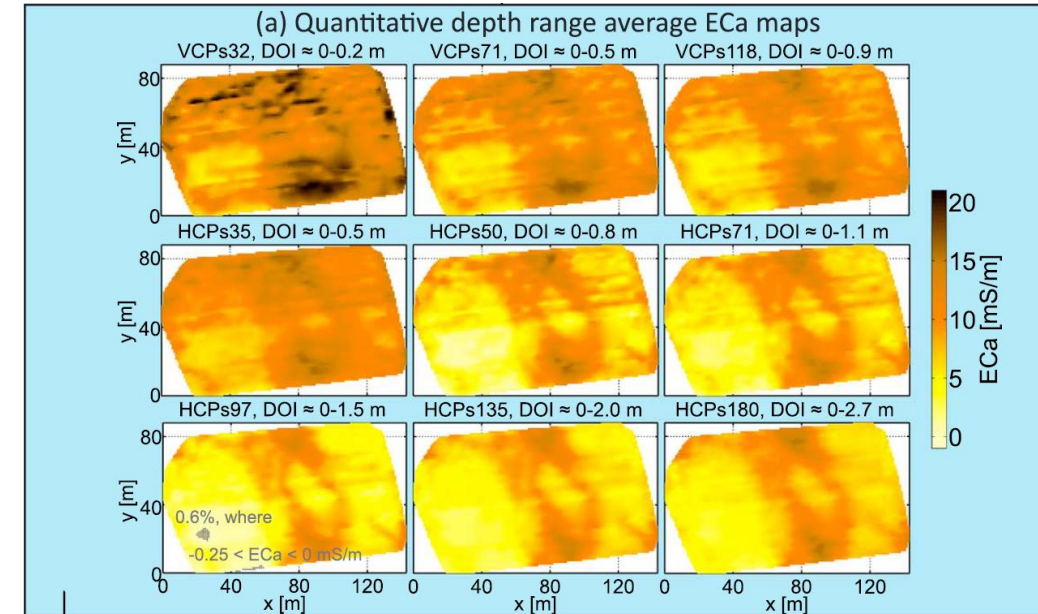 (a) Quantitative depth range average ECa maps
VCPs32, DOI ≈ 0-0.2 m VCPs71, DOI ≈ 0-0.5 m VCPs118, DOI ≈ 0-0.9 m
80
40
0
y [m]
HCPs35, DOI ≈ 0-0.5 m HCPs50, DOI ≈ 0-0.8 m HCPs71, DOI ≈ 0-1.1 m
80
40
0
y [m]
HCPs97, DOI ≈ 0-1.5 m HCPs135, DOI ≈ 0-2.0 m HCPs180, DOI ≈ 0-2.7 m
80
40
0
y [m]
0.6%, where
-0.25 < ECa < 0 mS/m
0 40 80 120 0 40 80 120 0 40 80 120
x [m] x [m] x [m]
20
15
10
5
0
ECa [mS/m]